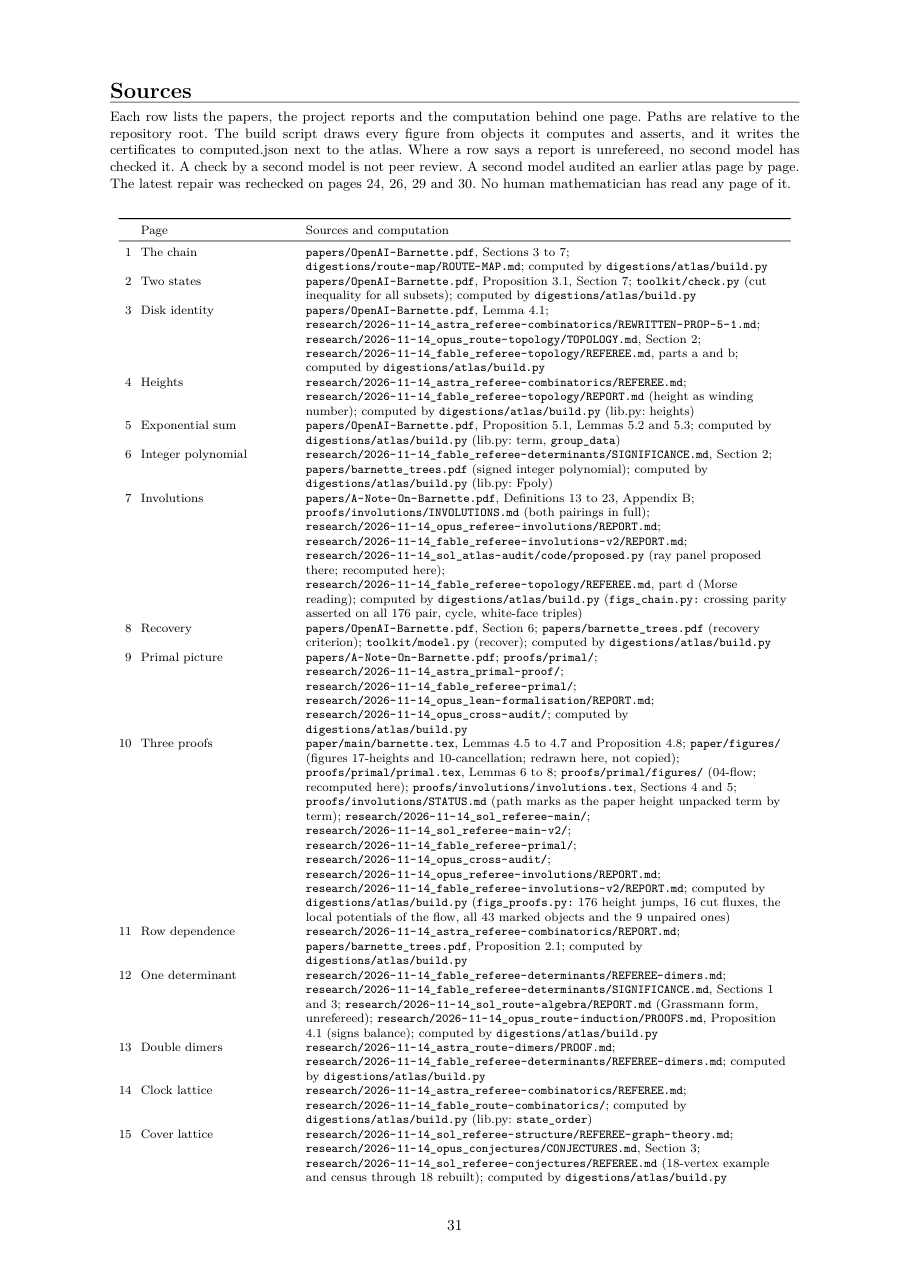 Sources
Each row lists the papers, the project reports and the computation behind one page. Paths are relative to the
repository root. The build script draws every figure from objects it computes and asserts, and it writes the
certificates to computed.json next to the atlas. Where a row says a report is unrefereed, no second model has
checked it. A check by a second model is not peer review. A second model audited an earlier atlas page by page.
The latest repair was rechecked on pages 24, 26, 29 and 30. No human mathematician has read any page of it.
Page Sources and computation
1 The chain papers/OpenAI-Barnette.pdf, Sections 3 to 7;
digestions/route-map/ROUTE-MAP.md; computed by digestions/atlas/build.py
2 Two states papers/OpenAI-Barnette.pdf, Proposition 3.1, Section 7; toolkit/check.py (cut
inequality for all subsets); computed by digestions/atlas/build.py
3 Disk identity papers/OpenAI-Barnette.pdf, Lemma 4.1;
research/2026-11-14_astra_referee-combinatorics/REWRITTEN-PROP-5-1.md;
research/2026-11-14_opus_route-topology/TOPOLOGY.md, Section 2;
research/2026-11-14_fable_referee-topology/REFEREE.md, parts a and b;
computed by digestions/atlas/build.py
4 Heights research/2026-11-14_astra_referee-combinatorics/REFEREE.md;
research/2026-11-14_fable_referee-topology/REPORT.md (height as winding
number); computed by digestions/atlas/build.py (lib.py: heights)
5 Exponential sum papers/OpenAI-Barnette.pdf, Proposition 5.1, Lemmas 5.2 and 5.3; computed by
digestions/atlas/build.py (lib.py: term, group_data)
6 Integer polynomial research/2026-11-14_fable_referee-determinants/SIGNIFICANCE.md, Section 2;
papers/barnette_trees.pdf (signed integer polynomial); computed by
digestions/atlas/build.py (lib.py: Fpoly)
7 Involutions papers/A-Note-On-Barnette.pdf, Definitions 13 to 23, Appendix B;
proofs/involutions/INVOLUTIONS.md (both pairings in full);
research/2026-11-14_opus_referee-involutions/REPORT.md;
research/2026-11-14_fable_referee-involutions-v2/REPORT.md;
research/2026-11-14_sol_atlas-audit/code/proposed.py (ray panel proposed
there; recomputed here);
research/2026-11-14_fable_referee-topology/REFEREE.md, part d (Morse
reading); computed by digestions/atlas/build.py (figs_chain.py: crossing parity
asserted on all 176 pair, cycle, white-face triples)
8 Recovery papers/OpenAI-Barnette.pdf, Section 6; papers/barnette_trees.pdf (recovery
criterion); toolkit/model.py (recover); computed by digestions/atlas/build.py
9 Primal picture papers/A-Note-On-Barnette.pdf; proofs/primal/;
research/2026-11-14_astra_primal-proof/;
research/2026-11-14_fable_referee-primal/;
research/2026-11-14_opus_lean-formalisation/REPORT.md;
research/2026-11-14_opus_cross-audit/; computed by
digestions/atlas/build.py
10 Three proofs paper/main/barnette.tex, Lemmas 4.5 to 4.7 and Proposition 4.8; paper/figures/
(figures 17-heights and 10-cancellation; redrawn here, not copied);
proofs/primal/primal.tex, Lemmas 6 to 8; proofs/primal/figures/ (04-flow;
recomputed here); proofs/involutions/involutions.tex, Sections 4 and 5;
proofs/involutions/STATUS.md (path marks as the paper height unpacked term by
term); research/2026-11-14_sol_referee-main/;
research/2026-11-14_sol_referee-main-v2/;
research/2026-11-14_fable_referee-primal/;
research/2026-11-14_opus_cross-audit/;
research/2026-11-14_opus_referee-involutions/REPORT.md;
research/2026-11-14_fable_referee-involutions-v2/REPORT.md; computed by
digestions/atlas/build.py (figs_proofs.py: 176 height jumps, 16 cut fluxes, the
local potentials of the flow, all 43 marked objects and the 9 unpaired ones)
11 Row dependence research/2026-11-14_astra_referee-combinatorics/REPORT.md;
papers/barnette_trees.pdf, Proposition 2.1; computed by
digestions/atlas/build.py
12 One determinant research/2026-11-14_fable_referee-determinants/REFEREE-dimers.md;
research/2026-11-14_fable_referee-determinants/SIGNIFICANCE.md, Sections 1
and 3; research/2026-11-14_sol_route-algebra/REPORT.md (Grassmann form,
unrefereed); research/2026-11-14_opus_route-induction/PROOFS.md, Proposition
4.1 (signs balance); computed by digestions/atlas/build.py
13 Double dimers research/2026-11-14_astra_route-dimers/PROOF.md;
research/2026-11-14_fable_referee-determinants/REFEREE-dimers.md; computed
by digestions/atlas/build.py
14 Clock lattice research/2026-11-14_astra_referee-combinatorics/REFEREE.md;
research/2026-11-14_fable_route-combinatorics/; computed by
digestions/atlas/build.py (lib.py: state_order)
15 Cover lattice research/2026-11-14_sol_referee-structure/REFEREE-graph-theory.md;
research/2026-11-14_opus_conjectures/CONJECTURES.md, Section 3;
research/2026-11-14_sol_referee-conjectures/REFEREE.md (18-vertex example
and census through 18 rebuilt); computed by digestions/atlas/build.py
31